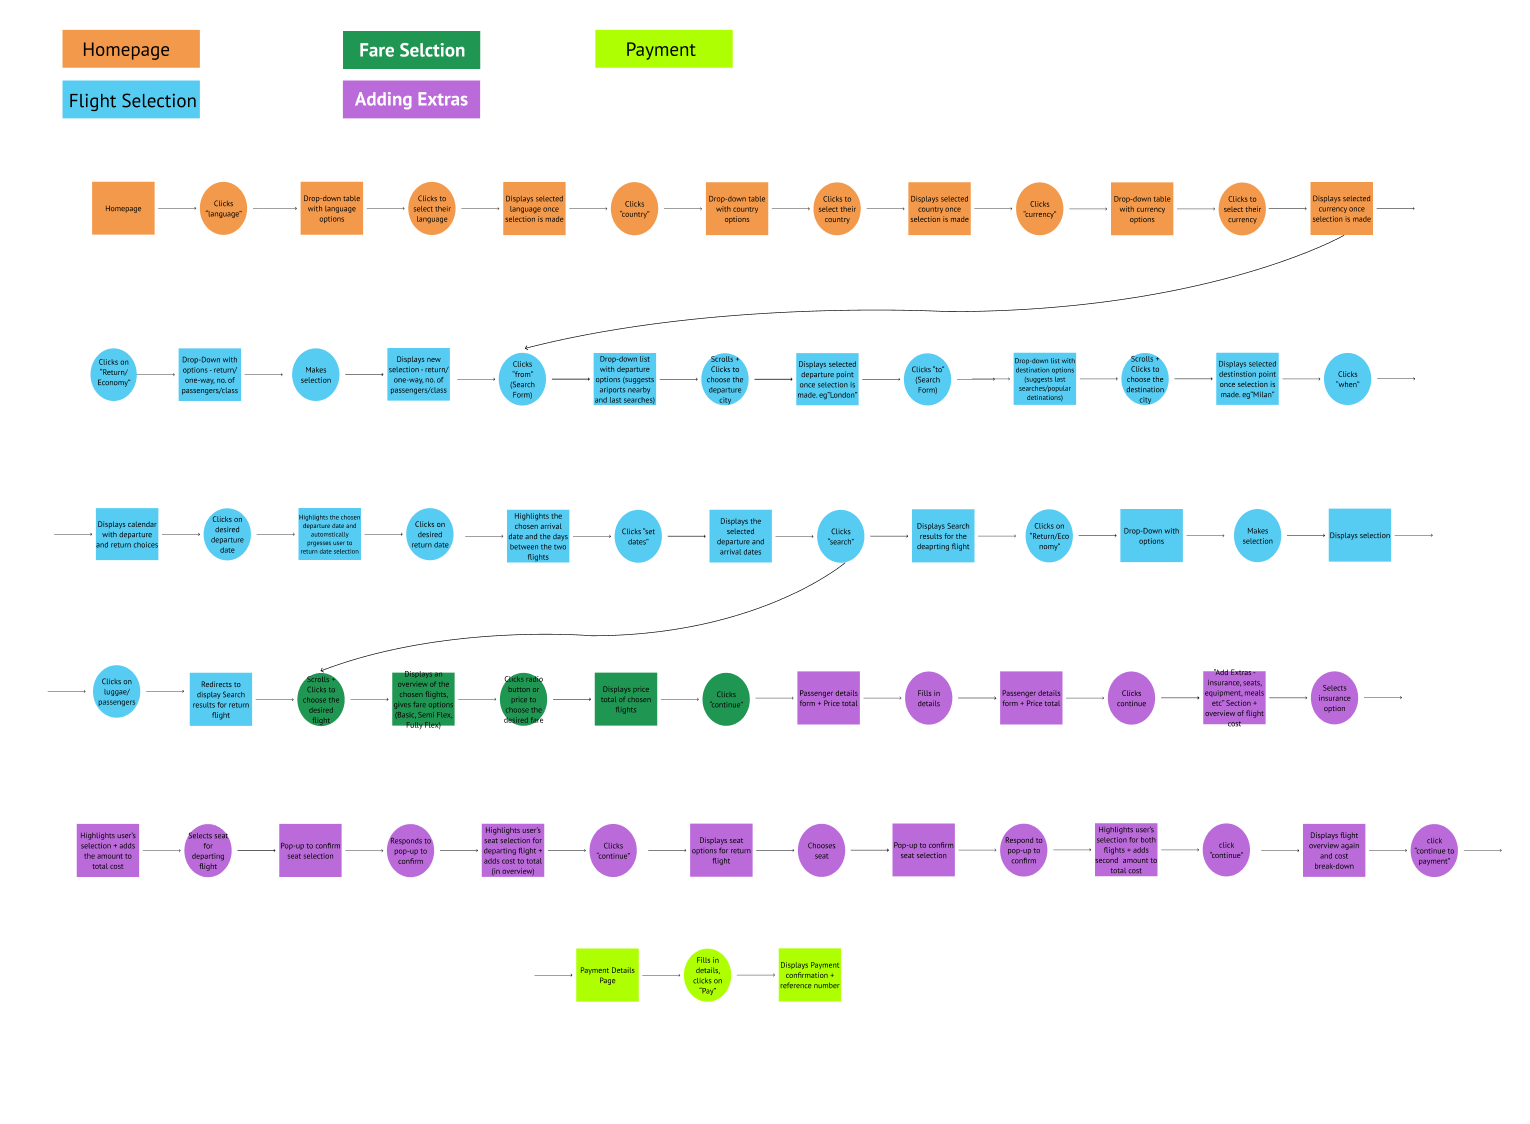 Homepage
Fare Selction
Payment
Flight Selection
Adding Extras
Homepage
Clicks
"language"
Drop-down table
with language
options
Clicks to
select their
language
Displays selected
language once
selection is made
Clicks
"country"
Drop-down table
with country
options
Clicks to
select their
country
Displays selected
country once
selection is made
Clicks
"currency"
Drop-down table
with currency
options
Clicks to
select their
currency
Displays selected
currency once
selection is made
Clicks on
"Return/
Economy"
Drop-Down with
options - return/
one-way, no. of
passengers/class
Makes
selection
Displays new
selection - return/
one-way, no. of
passengers/class
Clicks
"from"
(Search
Form)
Drop-down list
with departure
options (suggests
ariports nearby
and last searches)
Scrolls +
Clicks to
choose the
departure
city
Displays selected
departure point
once selection is
made. eg"London"
Clicks "to"
(Search
Form)
Drop-down list with
destination options
(suggests last
searches/popular
detinations)
Scrolls +
Clicks to
choose the
destination
city
Displays selected
destinstion point
once selection is
made. eg"Milan"
Clicks
"when"
Displays calendar
with departure
and return choices
Clicks on
desired
departure
date
Highlights the chosen
departure date and
automstically
prgesses user to
return date selection
Clicks on
desired
return date
Highlights the
chosen arrival
date and the days
between the two
flights
Clicks "set
dates"
Displays the
selected
departure and
arrival dates
Clicks
"search"
Displays Search
results for the
deaprting flight
Clicks on
"Return/Eco
nomy"
Drop-Down with
options
Makes
selection
Displays selection
Clicks on
luggae/
passengers
Redirects to
display Search
results for return
flight
Scrolls +
Clicks to
choose the
desired
flight
Displays an
overview of the
chosen flights,
gives fare options
(Basic, Semi Flex,
Fully Flex)
Clicks radio
button or
price to
choose the
desired fare
Displays price
total of chosen
flights
Clicks
"continue"
Passenger details
form + Price total
Fills in
details
Passenger details
form + Price total
Clicks
continue
"Add Extras -
insurance, seats,
equipment, meals
etc" Section +
overview of flight
cost
Selects
insurance
option
Highlights user's
selection + adds
the amount to
total cost
Selects seat
for
departing
flight
Pop-up to confirm
seat selection
Responds to
pop-up to
confirm
Highlights user's
seat selection for
departing flight +
adds cost to total
(in overview)
Clicks
"continue"
Displays seat
options for return
flight
Chooses
seat
Pop-up to confirm
seat selection
Respond to
pop-up to
confirm
Highlights user's
selection for both
flights + adds
second amount to
total cost
click
"continue"
Displays flight
overview again
and cost
break-down
click
"continue to
payment"
Payment Details
Page
Fills in
details,
clicks on
"Pay"
Displays Payment
confirmation +
reference number